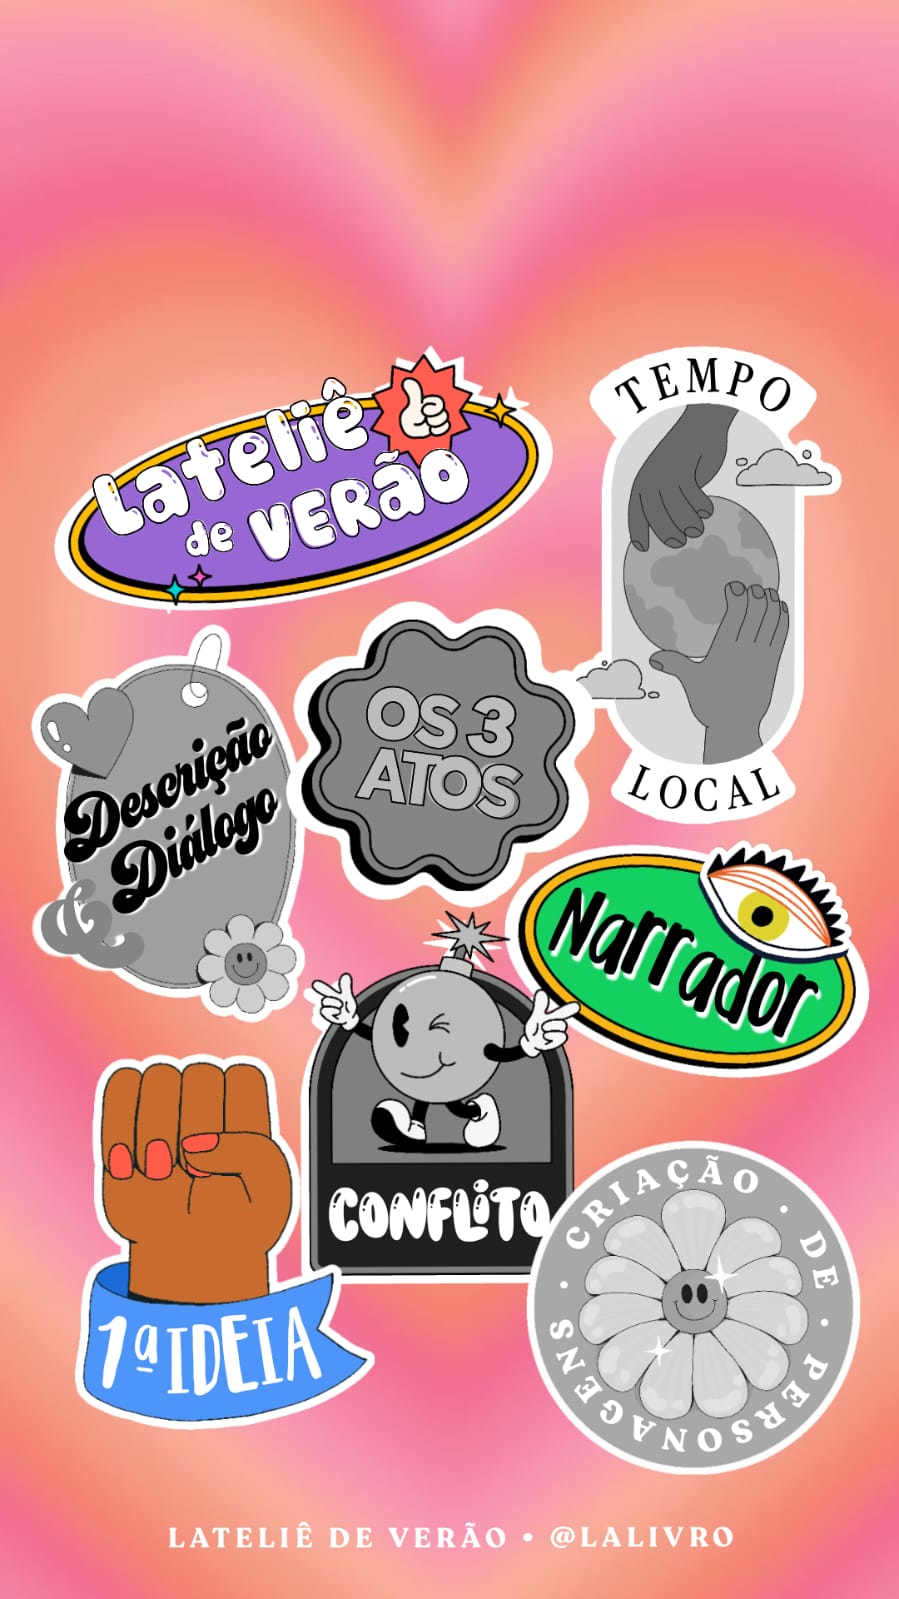 Lateliê
de VERÃO
TEMPO
LOCAL
OS 3
ATOS
Descrição
&
Diálogo
Narrador
CONFLITO
1ª IDEIA
· CRIAÇÃO · DE · PERSONAGENS
LATELIÊ DE VERÃO • @LALIVRO